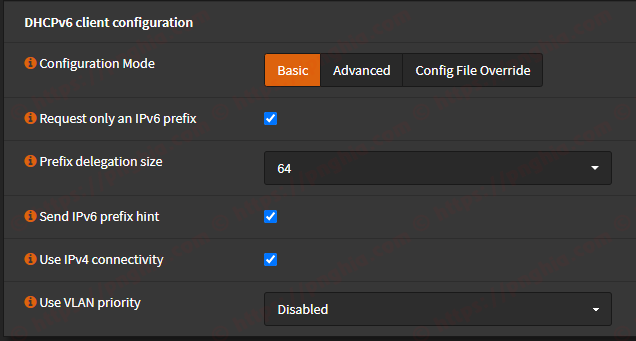 DHCPv6 client configuration
Configuration Mode
Basic Advanced Config File Override
Request only an IPv6 prefix
Prefix delegation size
64
Send IPv6 prefix hint
Use IPv4 connectivity
Use VLAN priority
Disabled